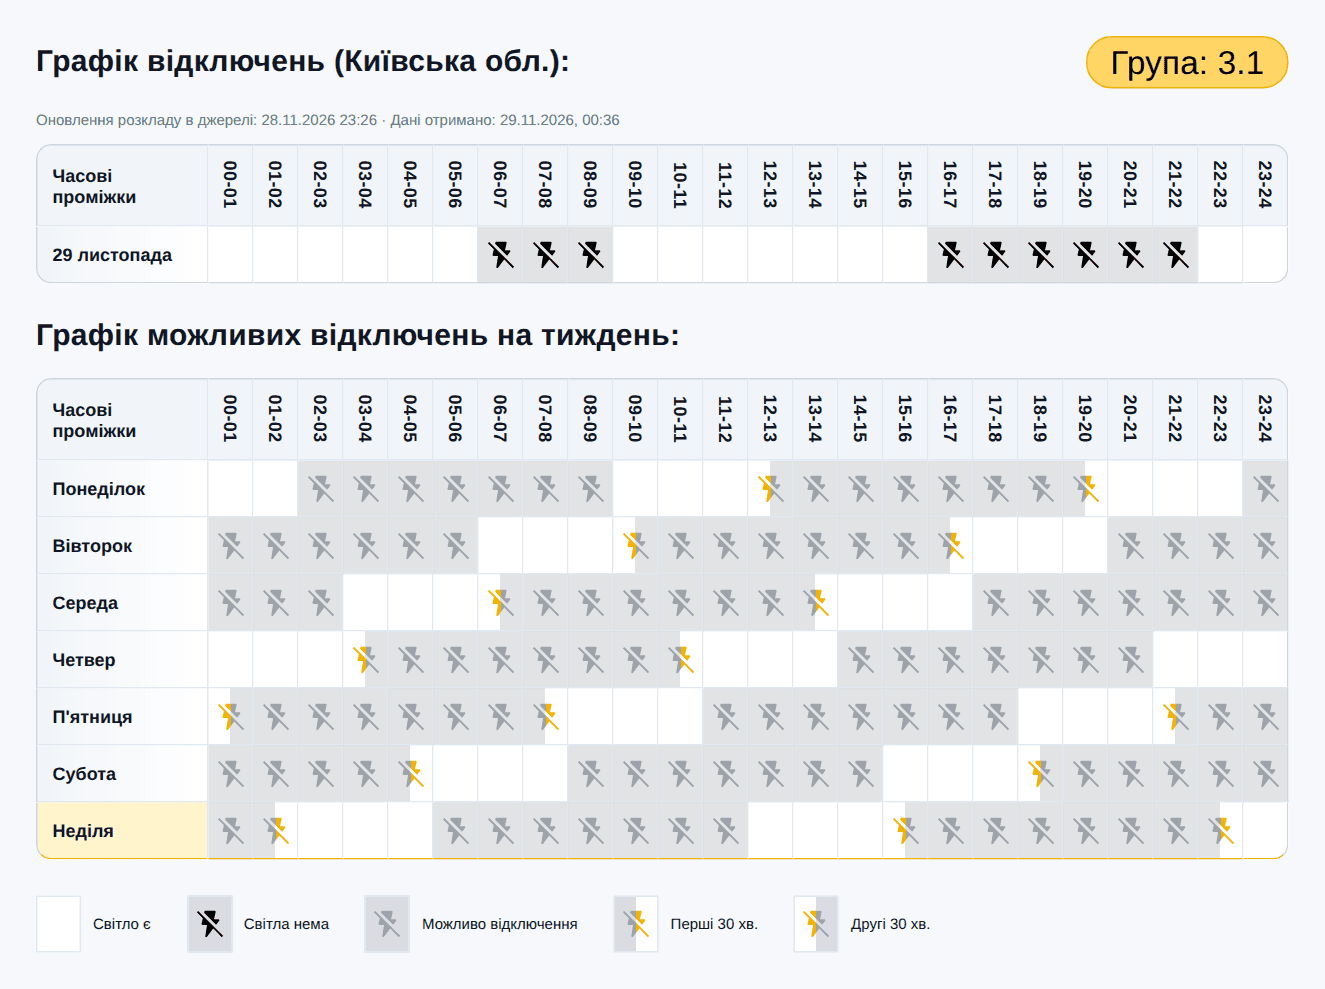 Графік відключень (Київська обл.):
Група: 3.1
Оновлення розкладу в джерелі: 28.11.2026 23:26 · Дані отримано: 29.11.2026, 00:36
Часові проміжки 00-01 01-02 02-03 03-04 04-05 05-06 06-07 07-08 08-09 09-10 10-11 11-12 12-13 13-14 14-15 15-16 16-17 17-18 18-19 19-20 20-21 21-22 22-23 23-24
29 листопада
Графік можливих відключень на тиждень:
Часові проміжки 00-01 01-02 02-03 03-04 04-05 05-06 06-07 07-08 08-09 09-10 10-11 11-12 12-13 13-14 14-15 15-16 16-17 17-18 18-19 19-20 20-21 21-22 22-23 23-24
Понеділок
Вівторок
Середа
Четвер
П'ятниця
Субота
Неділя
Світло є Світла нема Можливо відключення Перші 30 хв. Другі 30 хв.